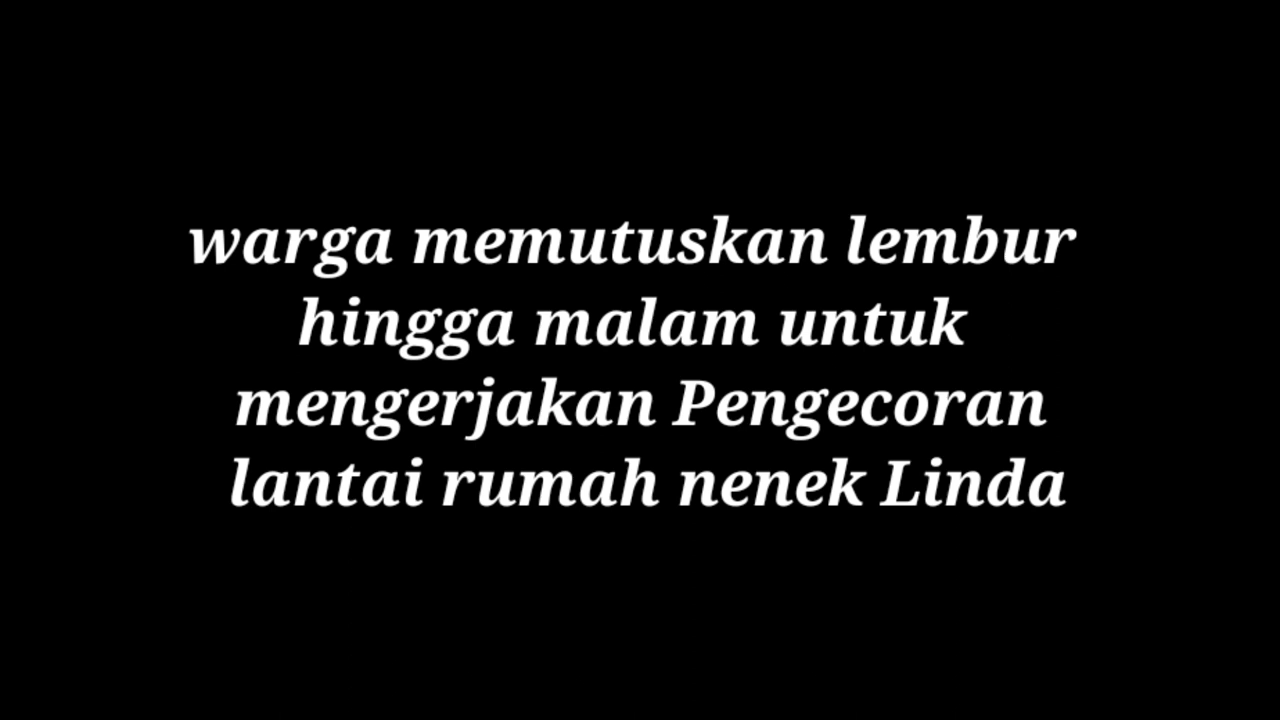 warga memutuskan lembur
hingga malam untuk
mengerjakan Pengecoran
lantai rumah nenek Linda